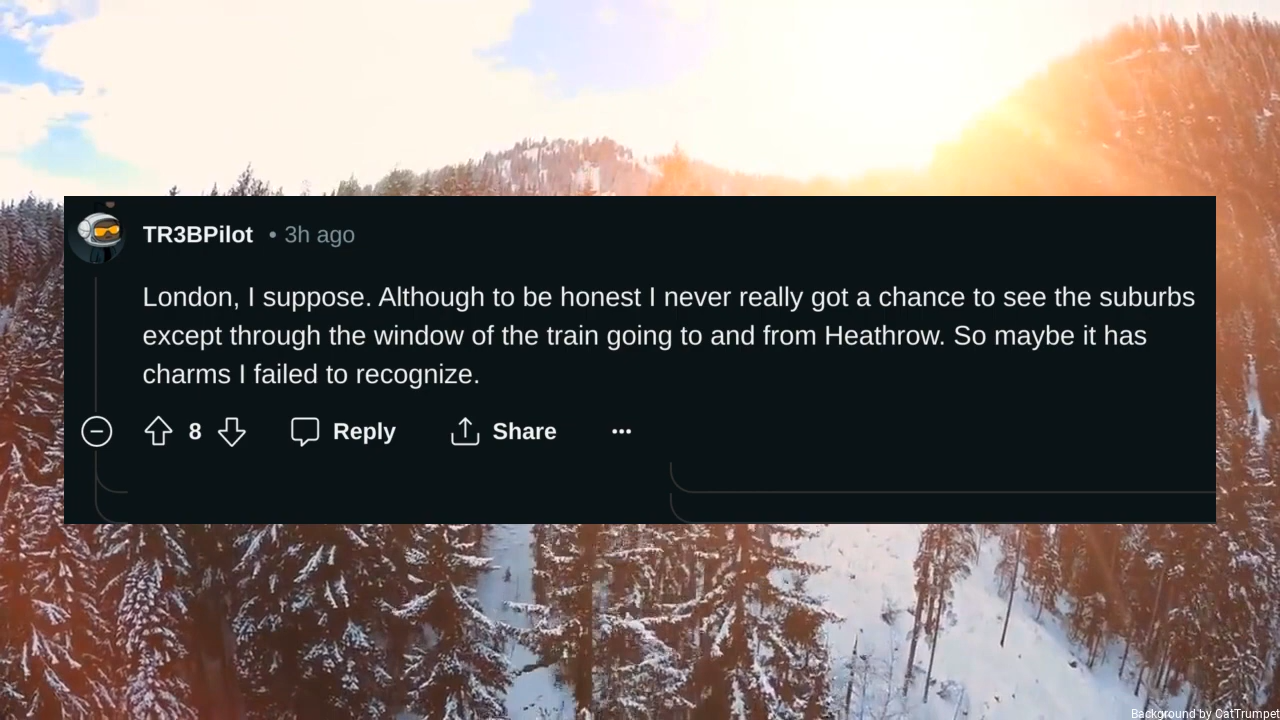 TR3BPilot • 3h ago
London, I suppose. Although to be honest I never really got a chance to see the suburbs
except through the window of the train going to and from Heathrow. So maybe it has
charms I failed to recognize.
8 Reply Share
Background by CatTrumpet